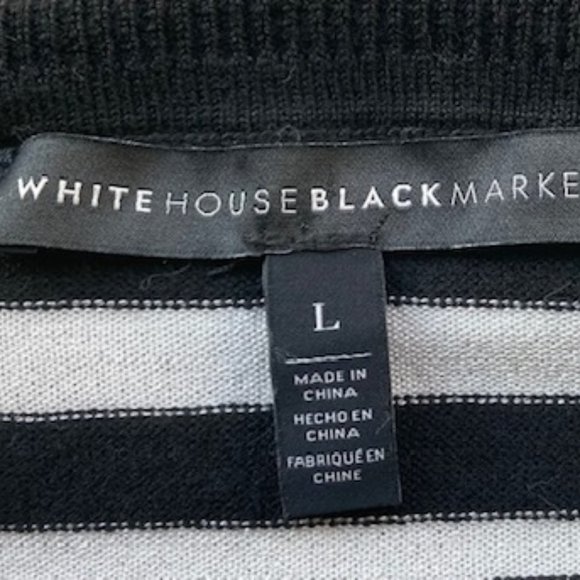 WHITE HOUSE BLACK MARKE
L
MADE IN
CHINA
HECHO EN
CHINA
FABRIQUÉ EN
CHINE